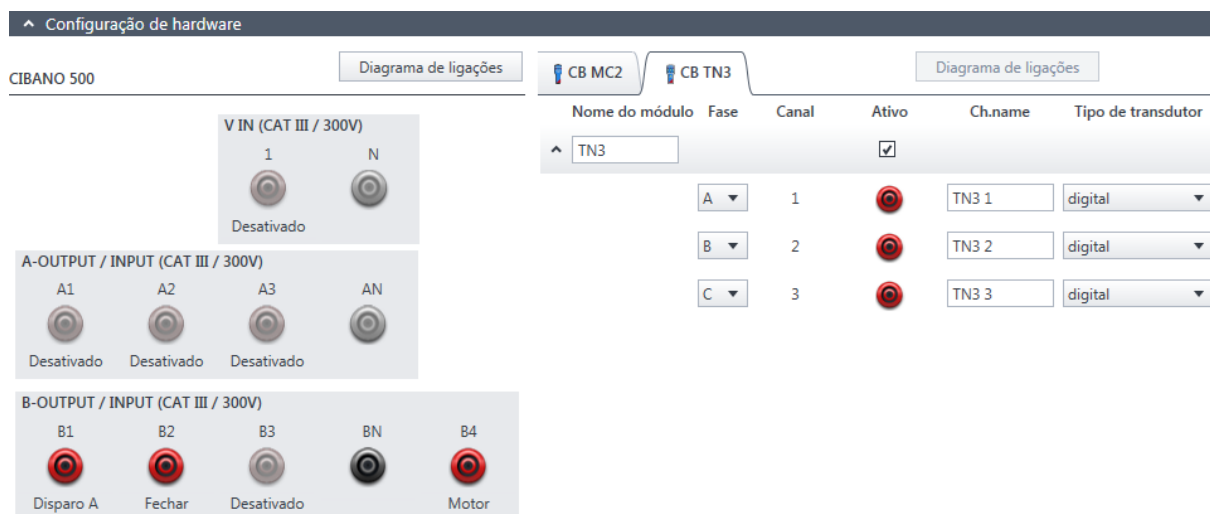 Configuração de hardware
CIBANO 500
Diagrama de ligações
V IN (CAT III / 300V)
1 N
Desativado
A-OUTPUT / INPUT (CAT III / 300V)
A1 A2 A3 AN
Desativado Desativado Desativado
B-OUTPUT / INPUT (CAT III / 300V)
B1 B2 B3 BN B4
Disparo A Fechar Desativado Motor
CB MC2 CB TN3 Diagrama de ligações
Nome do módulo Fase Canal Ativo Ch.name Tipo de transdutor
TN3
A 1 TN3 1 digital
B 2 TN3 2 digital
C 3 TN3 3 digital